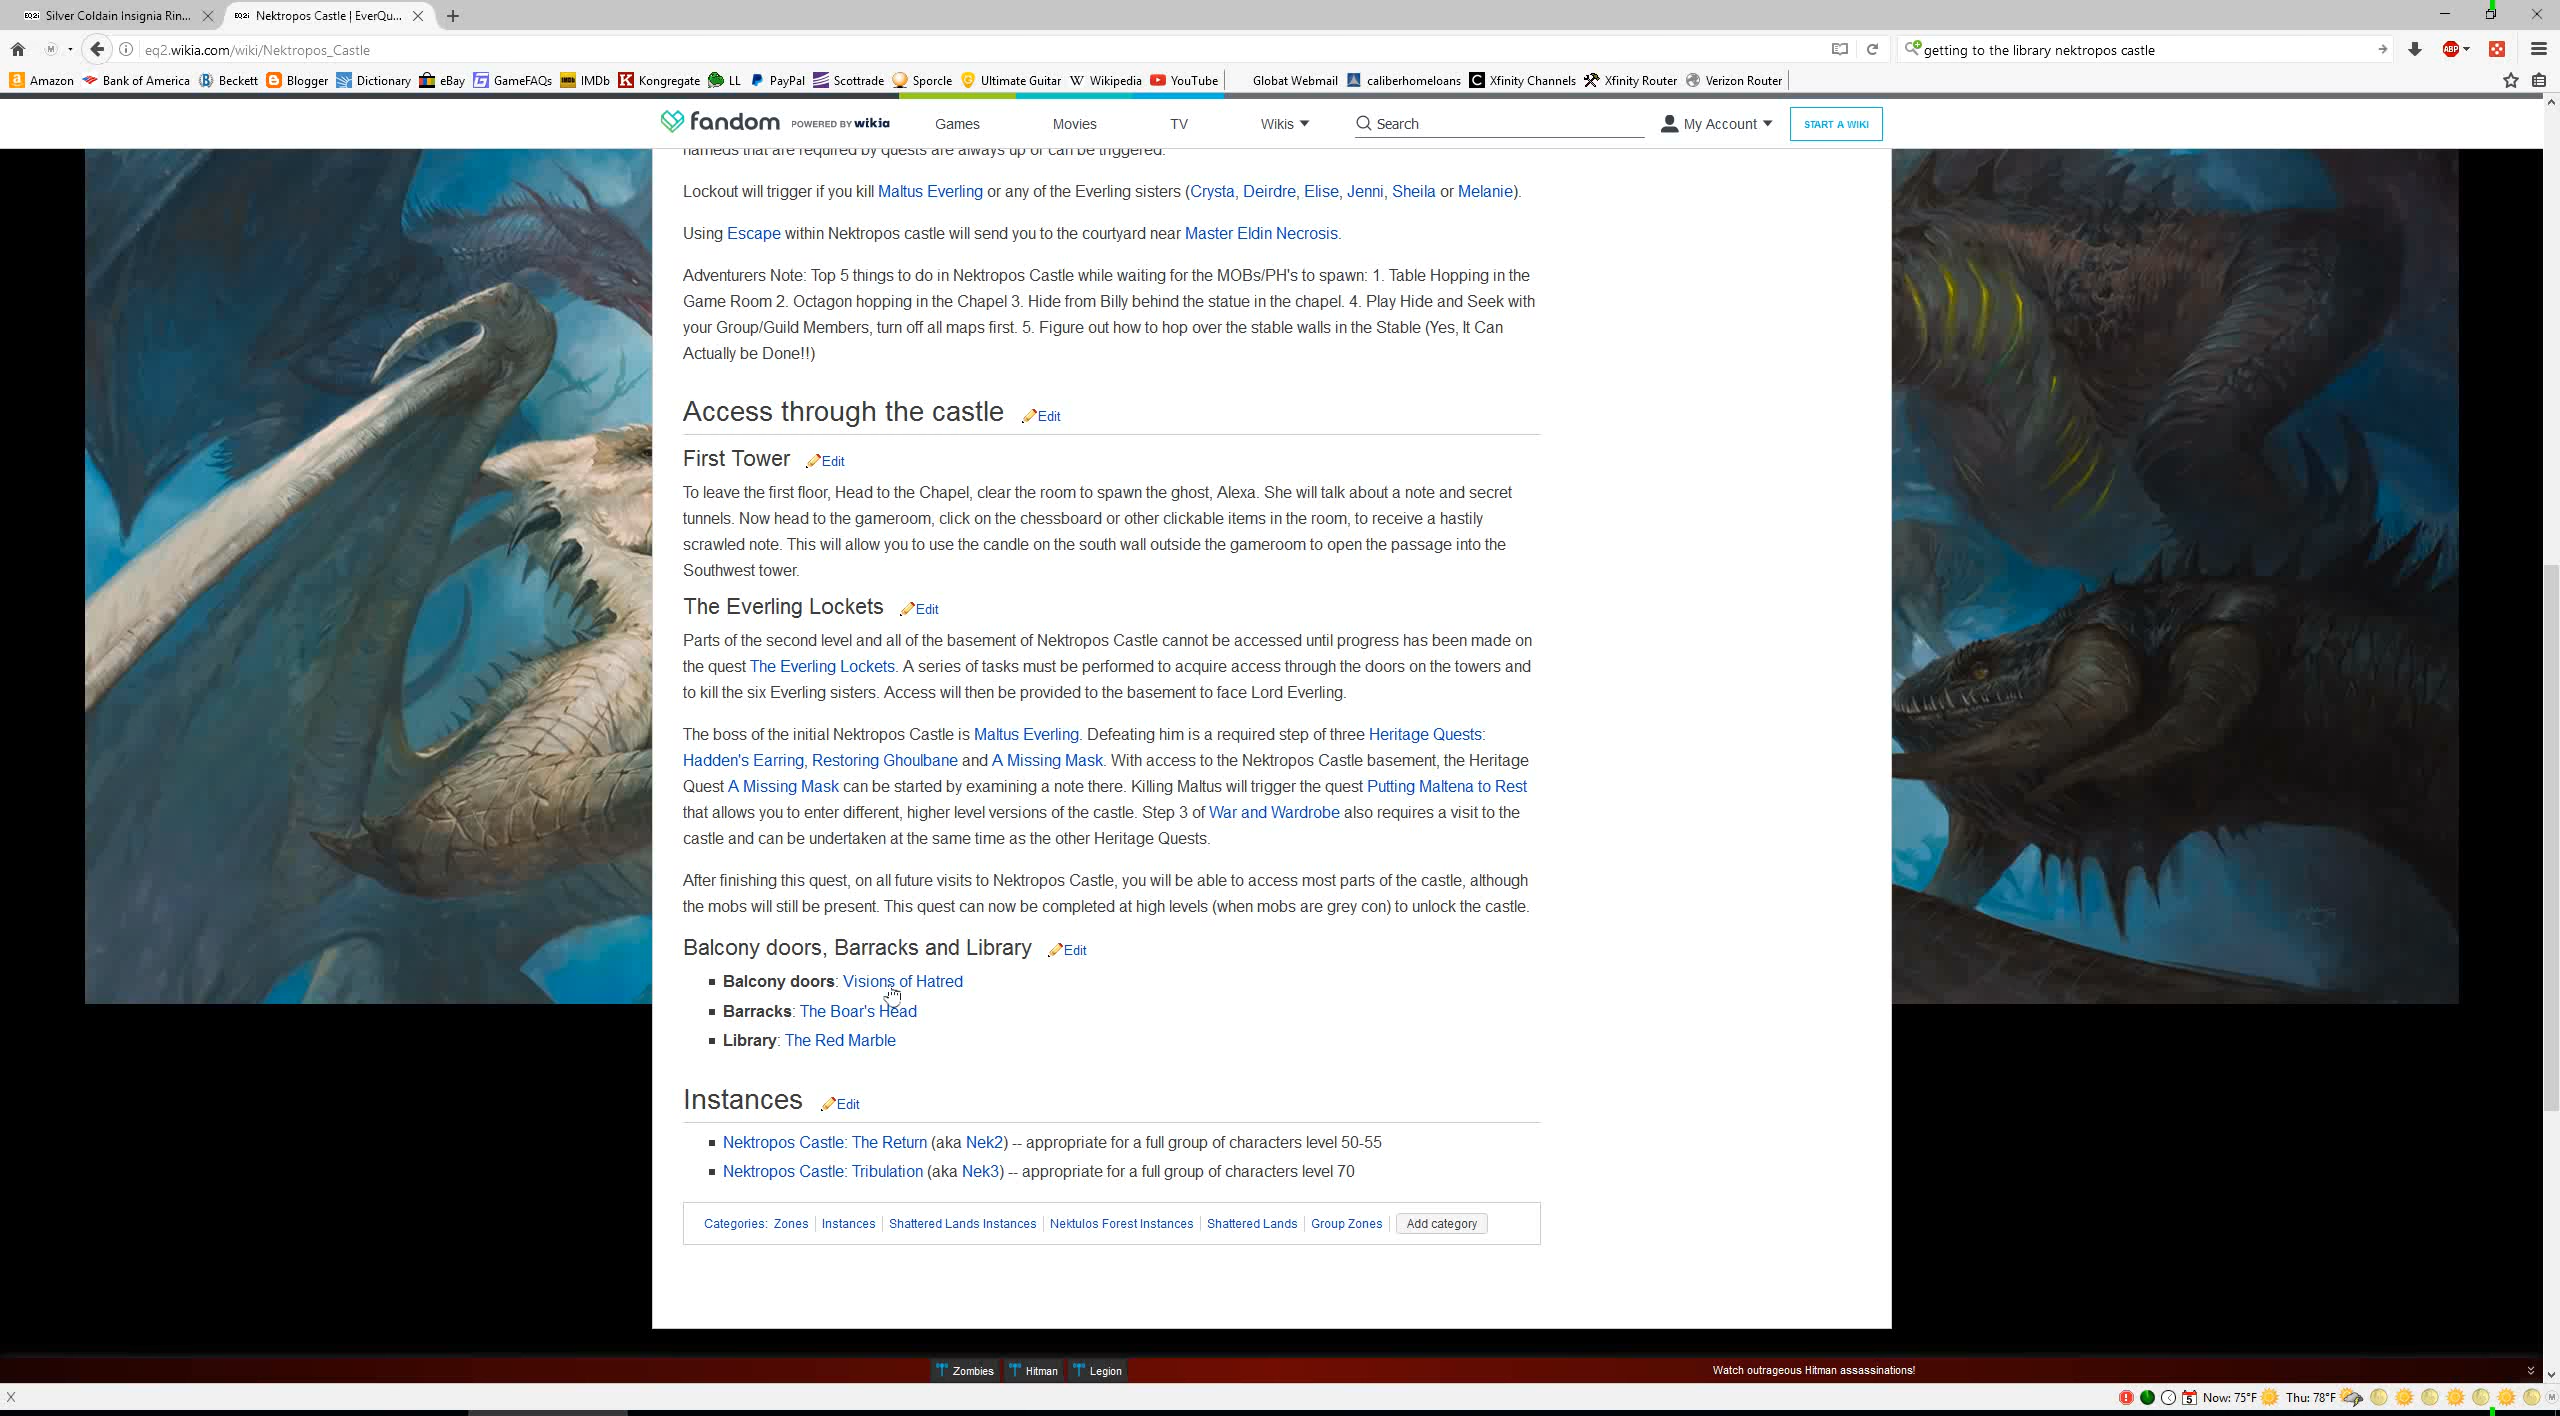 EQ2i Silver Coldain Insignia Rin...
EQ2i Nektropos Castle | EverQu...
eq2.wikia.com/wiki/Nektropos_Castle
getting to the library nektropos castle
ABP
Amazon Bank of America Beckett Blogger Dictionary eBay GameFAQs IMDb Kongregate LL PayPal Scottrade Sporcle Ultimate Guitar Wikipedia YouTube Globat Webmail caliberhomeloans Xfinity Channels Xfinity Router Verizon Router
fandom POWERED BY wikia Games Movies TV Wikis Search My Account START A WIKI
nameds that are required by quests are always up or can be triggered.
Lockout will trigger if you kill Maltus Everling or any of the Everling sisters (Crysta, Deirdre, Elise, Jenni, Sheila or Melanie).
Using Escape within Nektropos castle will send you to the courtyard near Master Eldin Necrosis.
Adventurers Note: Top 5 things to do in Nektropos Castle while waiting for the MOBs/PH's to spawn: 1. Table Hopping in the
Game Room 2. Octagon hopping in the Chapel 3. Hide from Billy behind the statue in the chapel. 4. Play Hide and Seek with
your Group/Guild Members, turn off all maps first. 5. Figure out how to hop over the stable walls in the Stable (Yes, It Can
Actually be Done!!)
Access through the castle Edit
First Tower Edit
To leave the first floor, Head to the Chapel, clear the room to spawn the ghost, Alexa. She will talk about a note and secret
tunnels. Now head to the gameroom, click on the chessboard or other clickable items in the room, to receive a hastily
scrawled note. This will allow you to use the candle on the south wall outside the gameroom to open the passage into the
Southwest tower.
The Everling Lockets Edit
Parts of the second level and all of the basement of Nektropos Castle cannot be accessed until progress has been made on
the quest The Everling Lockets. A series of tasks must be performed to acquire access through the doors on the towers and
to kill the six Everling sisters. Access will then be provided to the basement to face Lord Everling.
The boss of the initial Nektropos Castle is Maltus Everling. Defeating him is a required step of three Heritage Quests:
Hadden's Earring, Restoring Ghoulbane and A Missing Mask. With access to the Nektropos Castle basement, the Heritage
Quest A Missing Mask can be started by examining a note there. Killing Maltus will trigger the quest Putting Maltena to Rest
that allows you to enter different, higher level versions of the castle. Step 3 of War and Wardrobe also requires a visit to the
castle and can be undertaken at the same time as the other Heritage Quests.
After finishing this quest, on all future visits to Nektropos Castle, you will be able to access most parts of the castle, although
the mobs will still be present. This quest can now be completed at high levels (when mobs are grey con) to unlock the castle.
Balcony doors, Barracks and Library Edit
Balcony doors: Visions of Hatred
Barracks: The Boar's Head
Library: The Red Marble
Instances Edit
Nektropos Castle: The Return (aka Nek2) -- appropriate for a full group of characters level 50-55
Nektropos Castle: Tribulation (aka Nek3) -- appropriate for a full group of characters level 70
Categories: Zones Instances Shattered Lands Instances Nektulos Forest Instances Shattered Lands Group Zones Add category
Zombies Hitman Legion Watch outrageous Hitman assassinations!
X 5 Now: 75°F Thu: 78°F